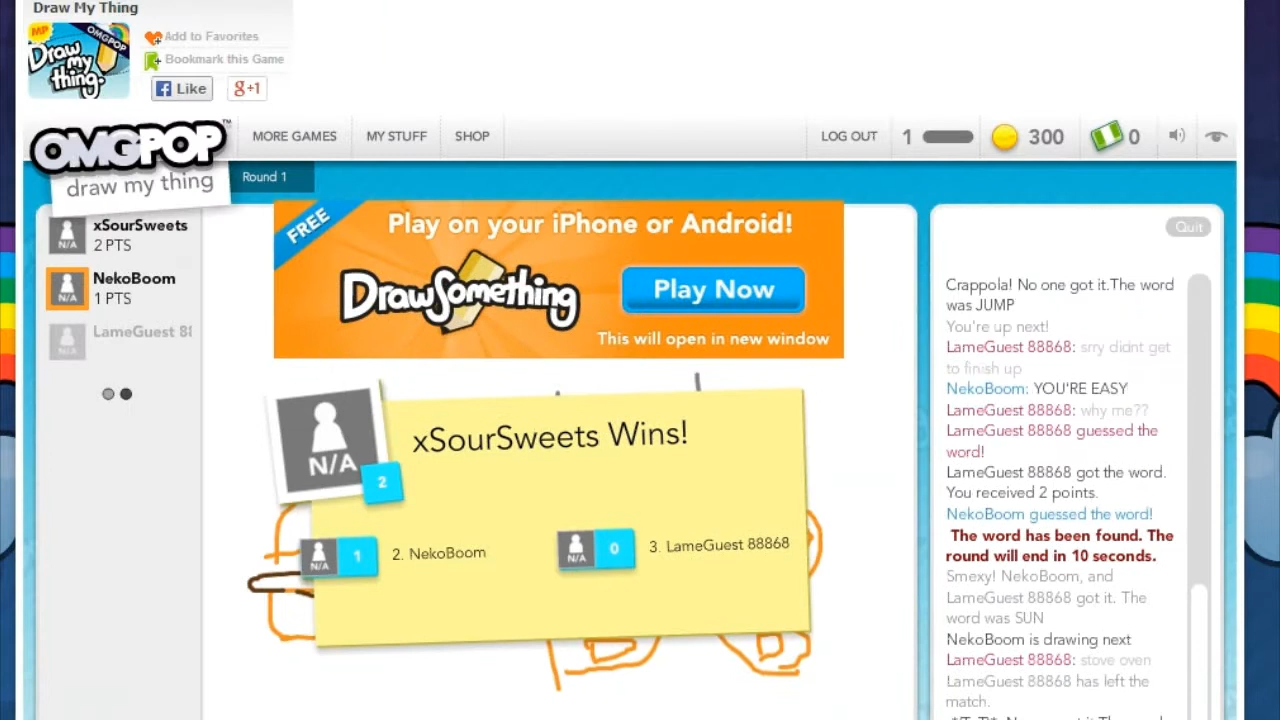 Draw My Thing
MP
OMGPOP
Draw my thing
Add to Favorites
Bookmark this Game
Like
g+1
OMGPOP™
draw my thing
MORE GAMES
MY STUFF
SHOP
LOG OUT
1
300
0
Round 1
xSourSweets
2 PTS
N/A
NekoBoom
1 PTS
N/A
LameGuest 88
N/A
FREE
Play on your iPhone or Android!
DrawSomething
Play Now
This will open in new window
xSourSweets Wins!
N/A
2
N/A
1
2. NekoBoom
N/A
0
3. LameGuest 88868
Quit
Crappola! No one got it.The word
was JUMP
You're up next!
LameGuest 88868: srry didnt get
to finish up
NekoBoom: YOU'RE EASY
LameGuest 88868: why me??
LameGuest 88868 guessed the
word!
LameGuest 88868 got the word.
You received 2 points.
NekoBoom guessed the word!
The word has been found. The
round will end in 10 seconds.
Smexy! NekoBoom, and
LameGuest 88868 got it. The
word was SUN
NekoBoom is drawing next
LameGuest 88868: stove oven
LameGuest 88868 has left the
match.